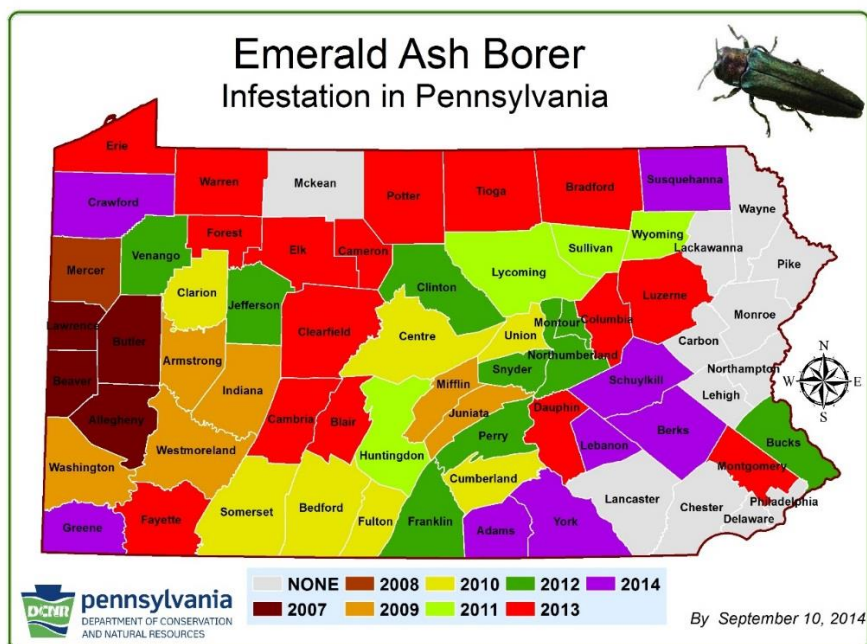 Emerald Ash Borer
Infestation in Pennsylvania
Erie
Warren
Mckean
Potter
Tioga
Bradford
Susquehanna
Wayne
Crawford
Forest
Elk
Cameron
Sullivan
Wyoming
Lackawanna
Pike
Venango
Mercer
Clarion
Jefferson
Clinton
Lycoming
Luzerne
Monroe
Lawrence
Butler
Clearfield
Centre
Union
Montour
Columbia
Carbon
Armstrong
Northumberland
Northampton
Beaver
Indiana
Mifflin
Snyder
Schuylkill
Lehigh
Allegheny
Cambria
Blair
Juniata
Dauphin
Berks
Bucks
Westmoreland
Huntingdon
Perry
Lebanon
Montgomery
Washington
Cumberland
Philadelphia
Somerset
Bedford
Fulton
Lancaster
Chester
Delaware
Greene
Fayette
Franklin
Adams
York
N
W E
S
NONE 2008 2010 2012 2014
2007 2009 2011 2013
DCNR
pennsylvania
DEPARTMENT OF CONSERVATION
AND NATURAL RESOURCES
By September 10, 2014